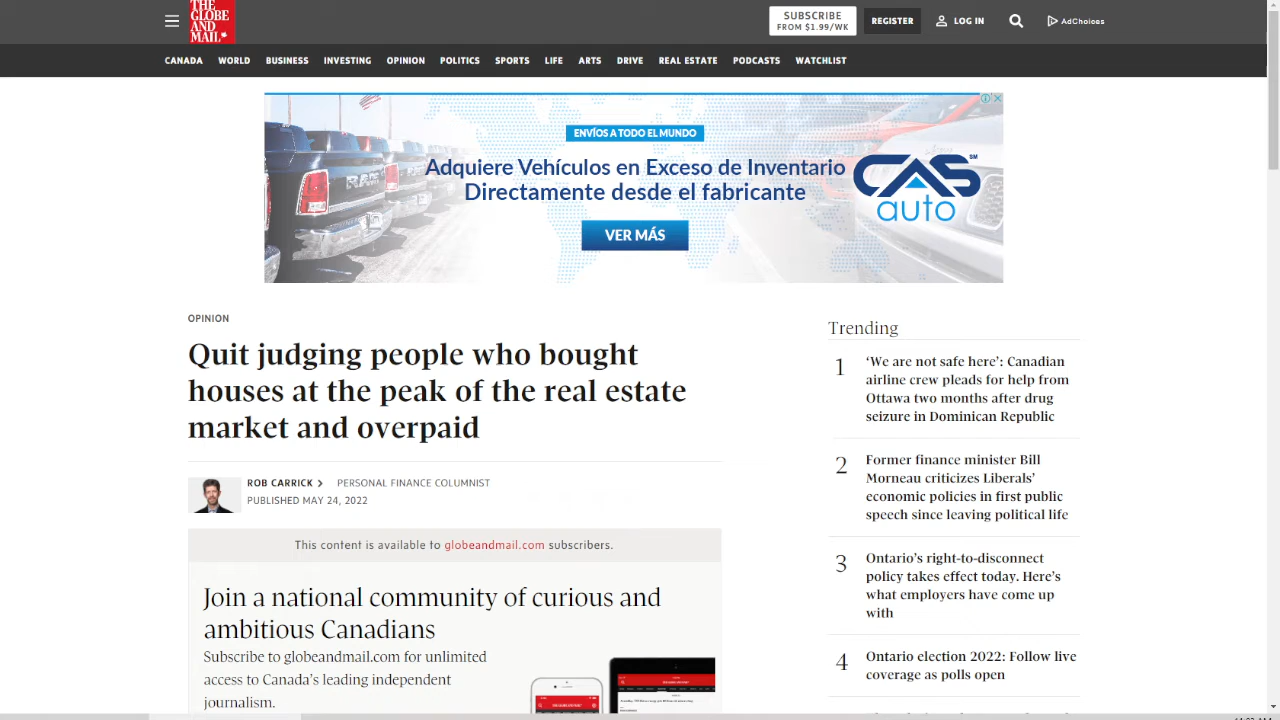 THE
GLOBE
AND
MAIL
SUBSCRIBE
FROM $1.99/WK
REGISTER
LOG IN
AdChoices
CANADA WORLD BUSINESS INVESTING OPINION POLITICS SPORTS LIFE ARTS DRIVE REAL ESTATE PODCASTS WATCHLIST
ENVÍOS A TODO EL MUNDO
Adquiere Vehículos en Exceso de Inventario
Directamente desde el fabricante
VER MÁS
CAS SM
auto
RAM
OPINION
Quit judging people who bought
houses at the peak of the real estate
market and overpaid
ROB CARRICK > PERSONAL FINANCE COLUMNIST
PUBLISHED MAY 24, 2022
This content is available to globeandmail.com subscribers.
Join a national community of curious and
ambitious Canadians
Subscribe to globeandmail.com for unlimited
access to Canada's leading independent
journalism.
Trending
1
‘We are not safe here’: Canadian
airline crew pleads for help from
Ottawa two months after drug
seizure in Dominican Republic
2
Former finance minister Bill
Morneau criticizes Liberals’
economic policies in first public
speech since leaving political life
3
Ontario’s right-to-disconnect
policy takes effect today. Here’s
what employers have come up
with
4
Ontario election 2022: Follow live
coverage as polls open